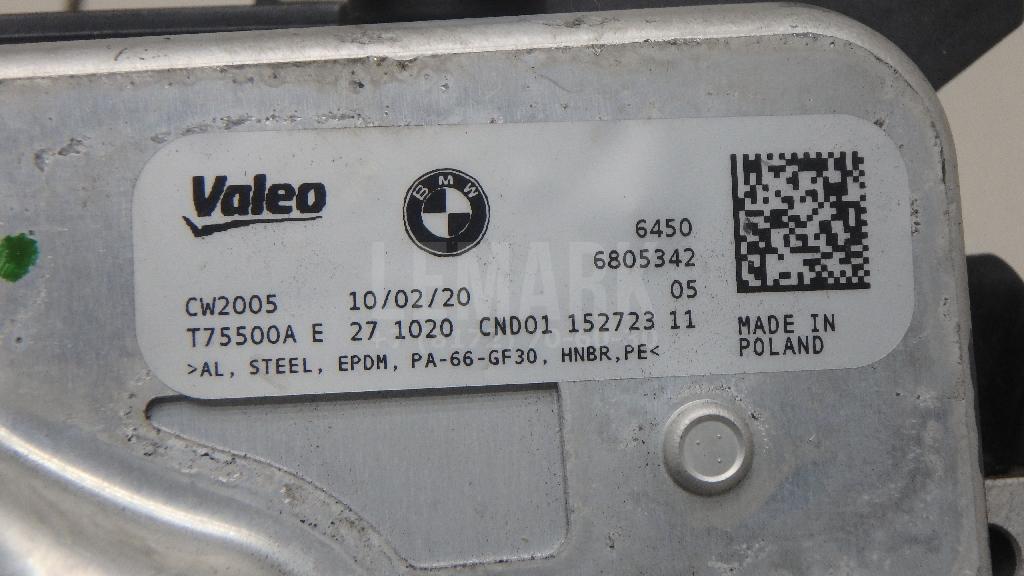 Valeo
BMW
6450
6805342
CW2005 10/02/20 05
T75500A E 27 1020 CND01 152723 11
>AL, STEEL, EPDM, PA-66-GF30, HNBR,PE<
MADE IN
POLAND
LEMARK